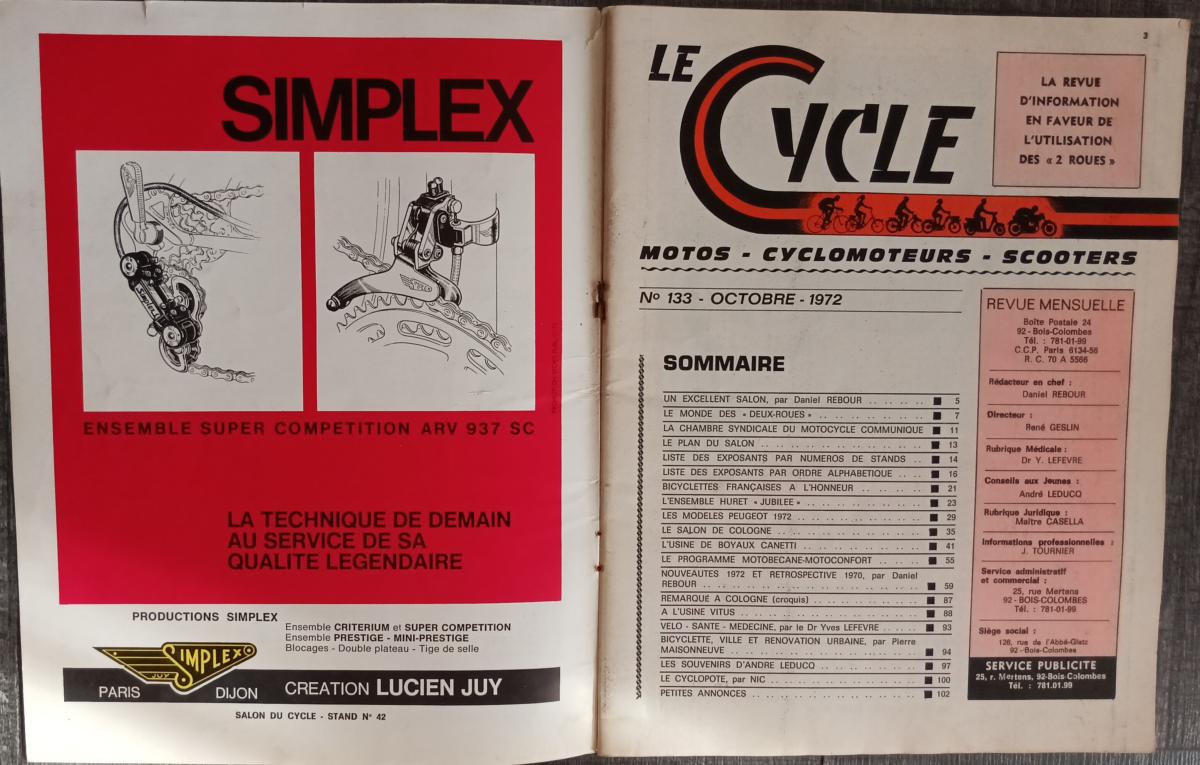 SIMPLEX
ENSEMBLE SUPER COMPETITION ARV 937 SC
TECHNIQUE DE DEMAIN
AU SERVICE DE SA
QUALITE LEGENDAIRE
PRODUCTIONS SIMPLEX
Ensemble CRITERIUM et SUPER COMPETITION
Ensemble PRESTIGE - MINI-PRESTIGE
Blocages - Double-plateau - Tige de selle
SIMPLEX
JUY
PARIS DIJON
CREATION LUCIEN JUY
SALON DU CYCLE - STAND N° 42
3
LE CYCLE
LA REVUE
D'INFORMATION
EN FAVEUR DE
L'UTILISATION
DES « 2 ROUES »
MOTOS - CYCLOMOTEURS - SCOOTERS
N° 133 - OCTOBRE - 1972
SOMMAIRE
UN EXCELLENT SALON, par Daniel REBOUR .. .. .. .. ■ 5
LE MONDE DES « DEUX-ROUES » .. .. .. .. .. .. .. ■ 7
LA CHAMBRE SYNDICALE DU MOTOCYCLE COMMUNIQUE ■ 11
LE PLAN DU SALON .. .. .. .. .. .. .. .. .. .. ■ 13
LISTE DES EXPOSANTS PAR NUMEROS DE STANDS .. .. ■ 14
LISTE DES EXPOSANTS PAR ORDRE ALPHABETIQUE .. .. ■ 16
BICYCLETTES FRANÇAISES A L'HONNEUR .. .. .. .. ■ 21
L'ENSEMBLE HURET « JUBILEE » .. .. .. .. .. .. .. ■ 23
LES MODELES PEUGEOT 1972 .. .. .. .. .. .. .. .. ■ 29
LE SALON DE COLOGNE .. .. .. .. .. .. .. .. .. ■ 35
L'USINE DE BOYAUX CANETTI .. .. .. .. .. .. .. .. ■ 41
LE PROGRAMME MOTOBECANE-MOTOCONFORT .. .. .. ■ 55
NOUVEAUTES 1972 ET RETROSPECTIVE 1970, par Daniel
REBOUR .. .. .. .. .. .. .. .. .. .. .. .. ■ 59
REMARQUÉ A COLOGNE (croquis) .. .. .. .. .. .. .. ■ 87
A L'USINE VITUS .. .. .. .. .. .. .. .. .. .. ■ 88
VELO - SANTE - MEDECINE, par le Dr Yves LEFEVRE .. .. ■ 93
BICYCLETTE, VILLE ET RENOVATION URBAINE, par Pierre
MAISONNEUVE .. .. .. .. .. .. .. .. .. .. .. ■ 94
LES SOUVENIRS D'ANDRE LEDUCQ .. .. .. .. .. .. ■ 97
LE CYCLOPOTE, par NIC .. .. .. .. .. .. .. .. .. ■ 100
PETITES ANNONCES .. .. .. .. .. .. .. .. .. .. ■ 102
REVUE MENSUELLE
Boîte Postale 24
92 - Bois-Colombes
Tél. : 781-01-99
C.C.P. Paris 6134-56
R. C. 70 A 5566
Rédacteur en chef :
Daniel REBOUR
Directeur :
René GESLIN
Rubrique Médicale :
Dr Y. LEFEVRE
Conseils aux Jeunes :
André LEDUCQ
Rubrique Juridique :
Maître CASELLA
Informations professionnelles :
J. TOURNIER
Service administratif
et commercial :
25, rue Mertens
92 - BOIS-COLOMBES
Tél. : 781-01-99
Siège social :
126, rue de l'Abbé-Glatz
92 - Bois-Colombes
SERVICE PUBLICITE
25, r. Mertens, 92-Bois-Colombes
Tél. : 781.01.99